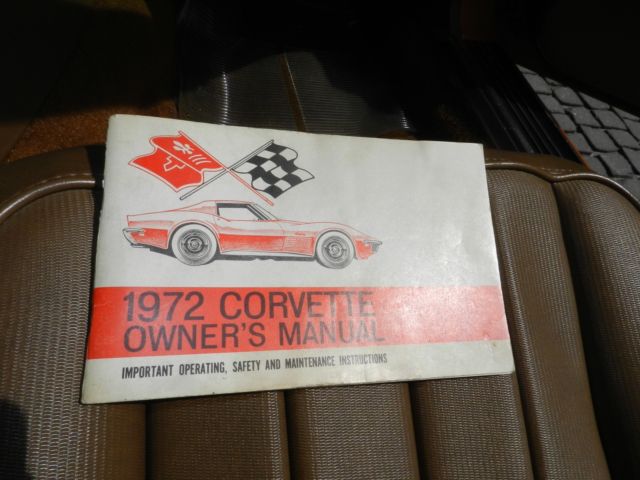 1972 CORVETTE
OWNER'S MANUAL
IMPORTANT OPERATING, SAFETY AND MAINTENANCE INSTRUCTIONS